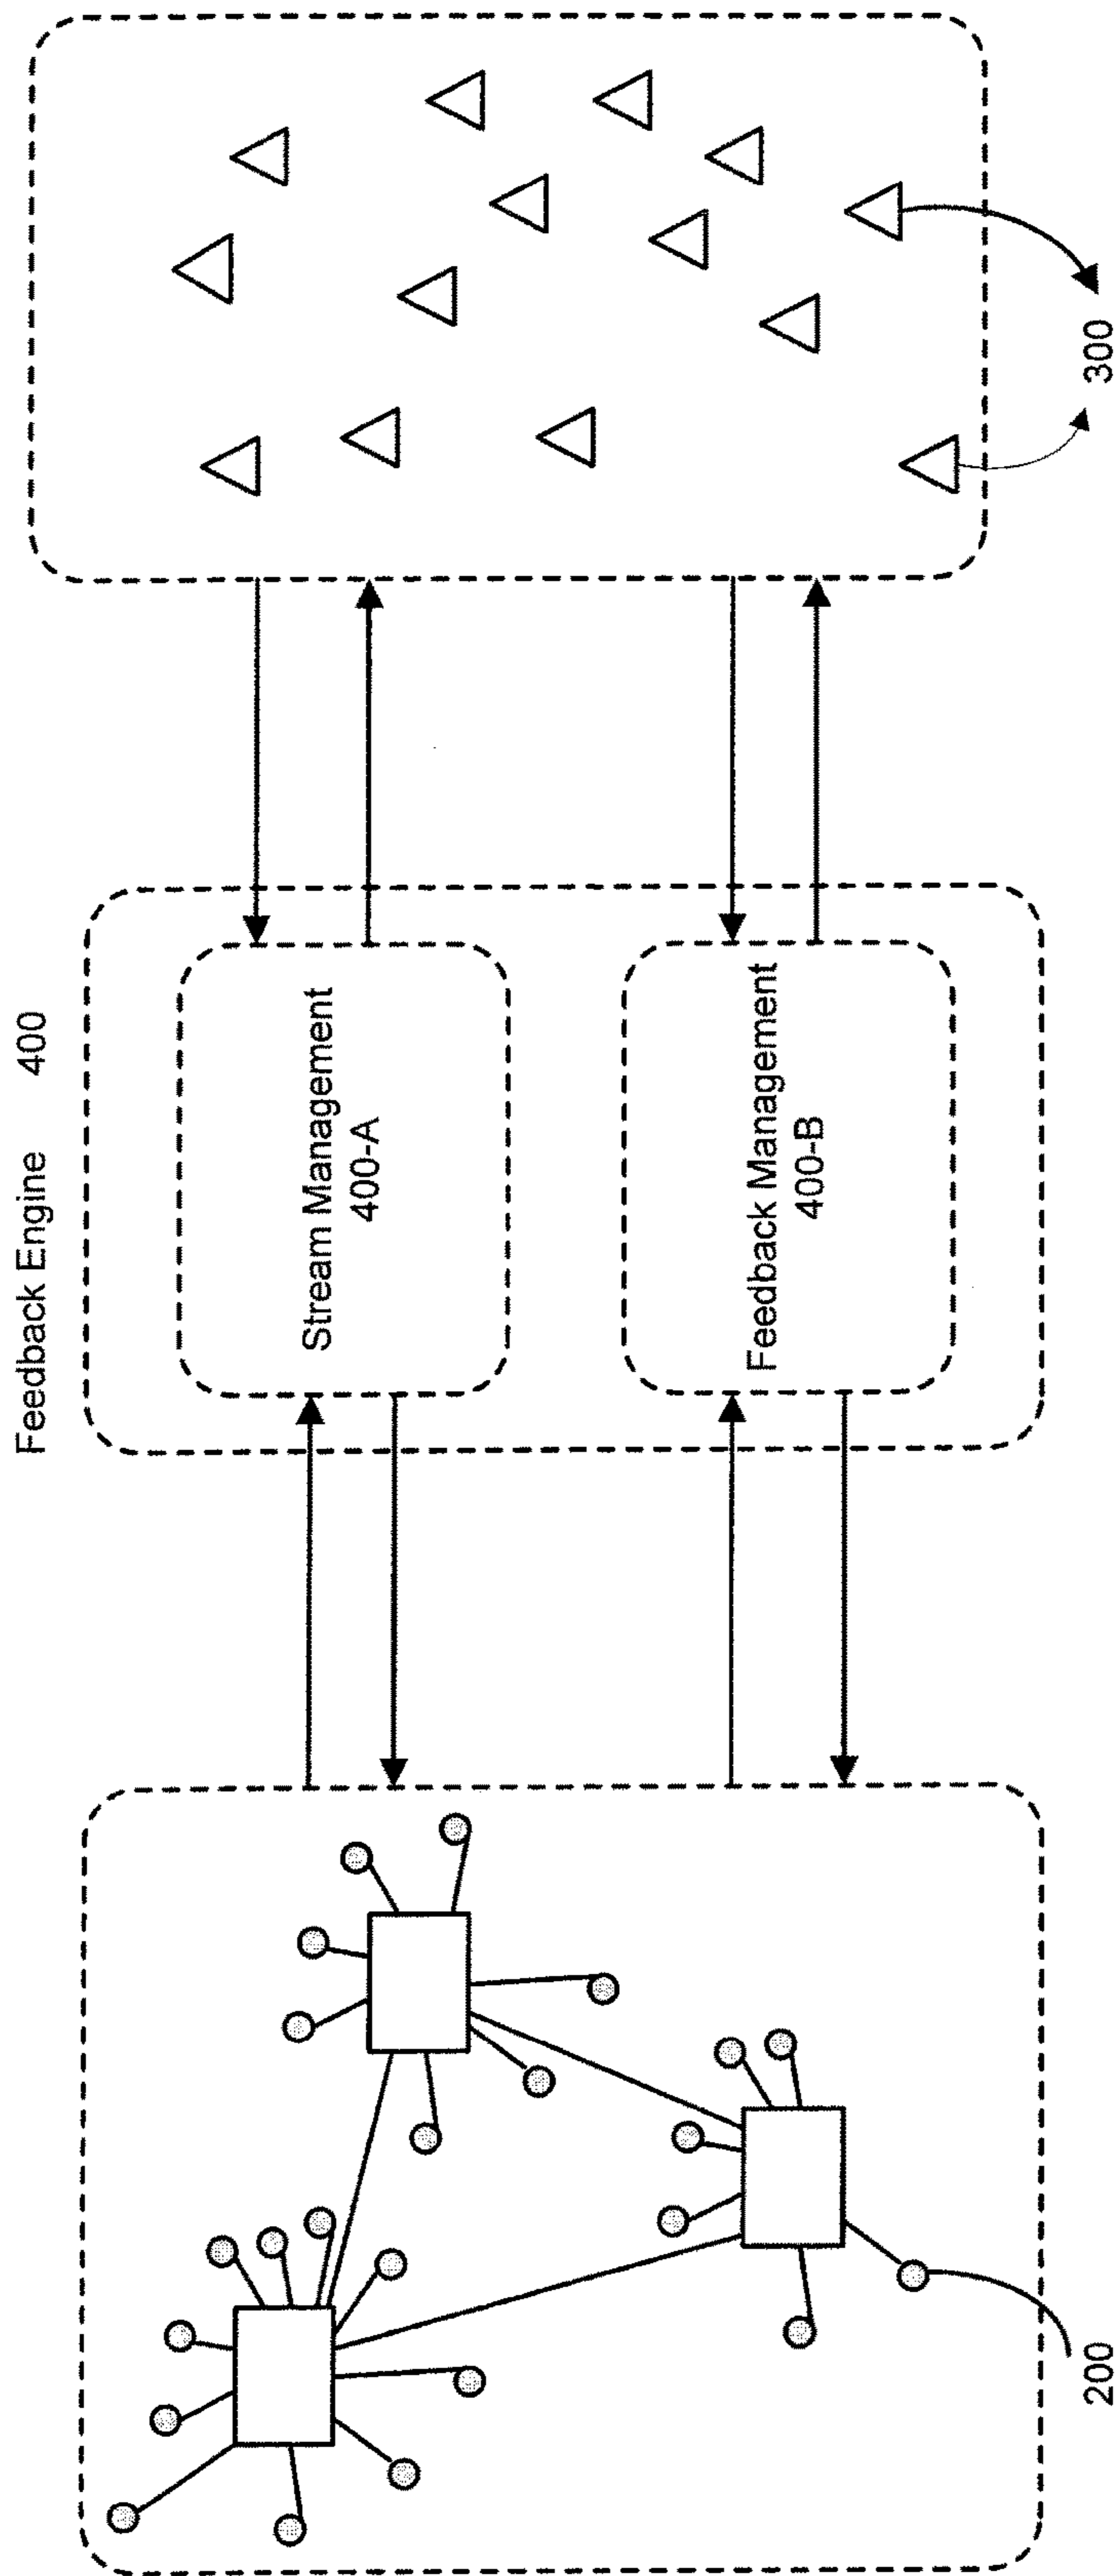 Feedback Engine 400
Stream Management
400-A
Feedback Management
400-B
200
300